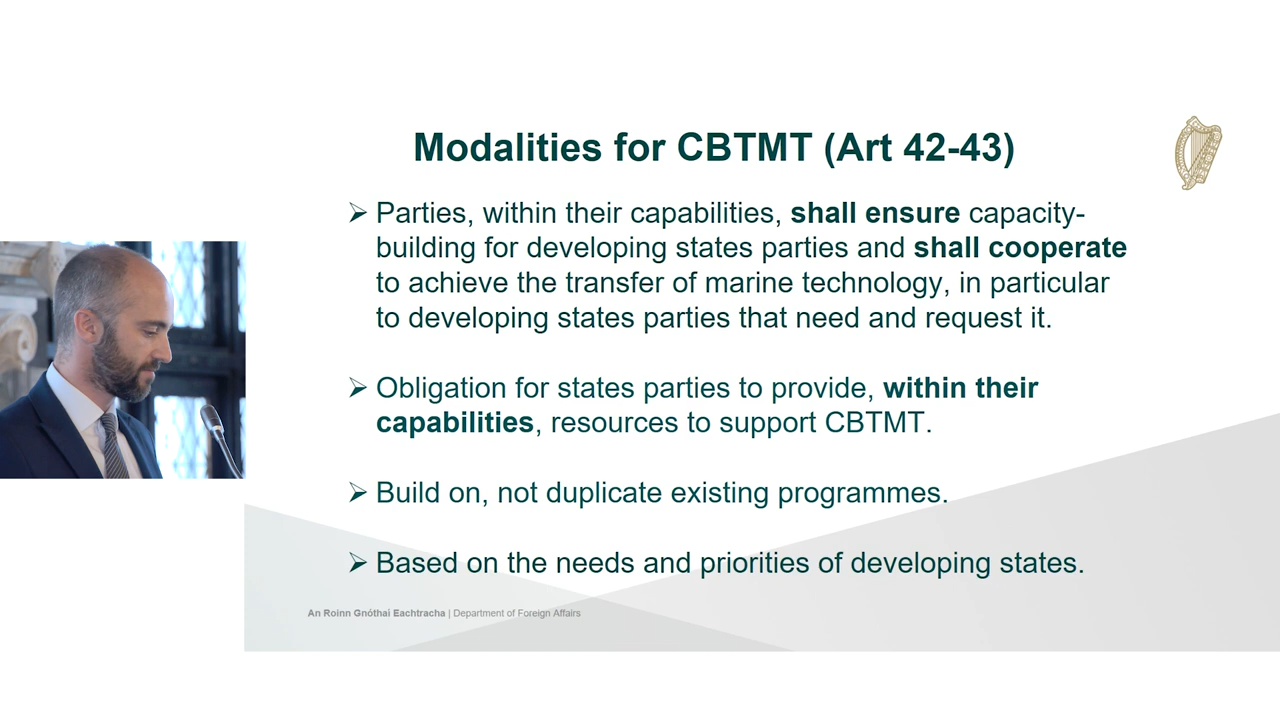 Modalities for CBTMT (Art 42-43)
➢ Parties, within their capabilities, shall ensure capacity-
building for developing states parties and shall cooperate
to achieve the transfer of marine technology, in particular
to developing states parties that need and request it.
➢ Obligation for states parties to provide, within their
capabilities, resources to support CBTMT.
➢ Build on, not duplicate existing programmes.
➢ Based on the needs and priorities of developing states.
An Roinn Gnóthaí Eachtracha | Department of Foreign Affairs